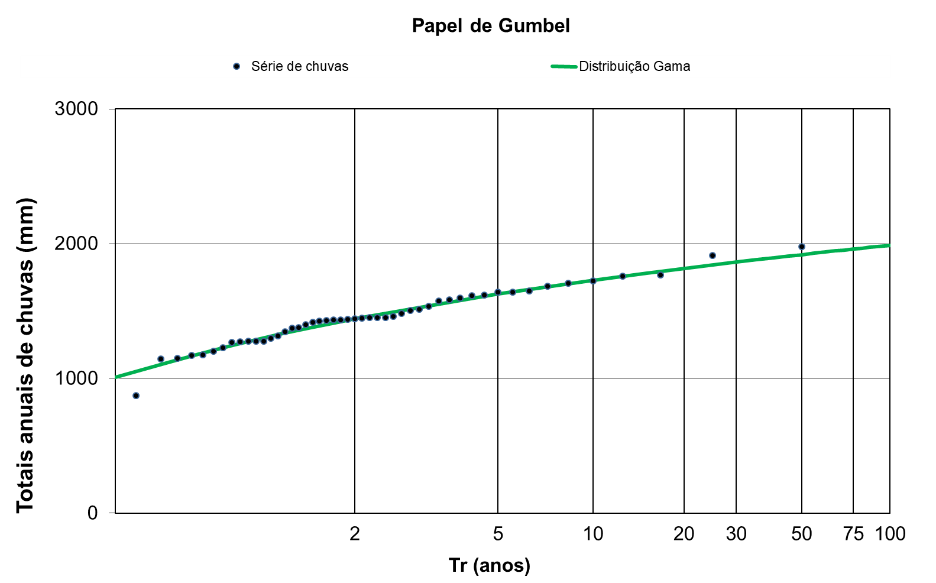 Papel de Gumbel
Série de chuvas
Distribuição Gama
Totais anuais de chuvas (mm)
3000
2000
1000
0
2 5 10 20 30 50 75 100
Tr (anos)